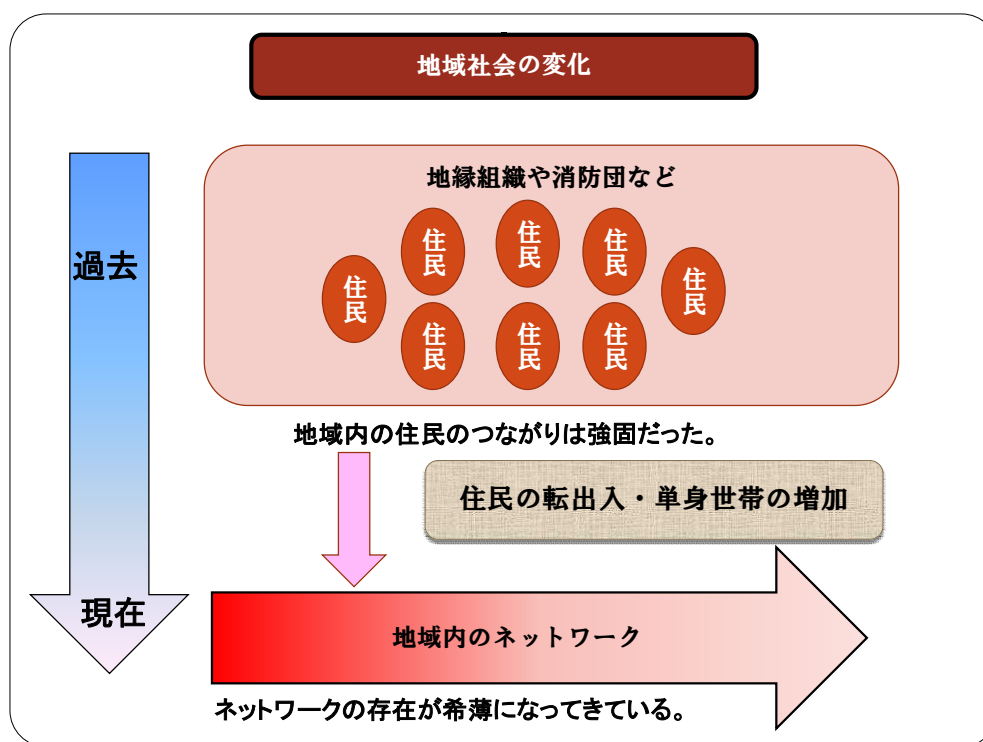 地域社会の変化
過去
地縁組織や消防団など
住民
住民
住民
住民
住民
住民
住民
住民
地域内の住民のつながりは強固だった。
住民の転出入・単身世帯の増加
現在
地域内のネットワーク
ネットワークの存在が希薄になってきている。